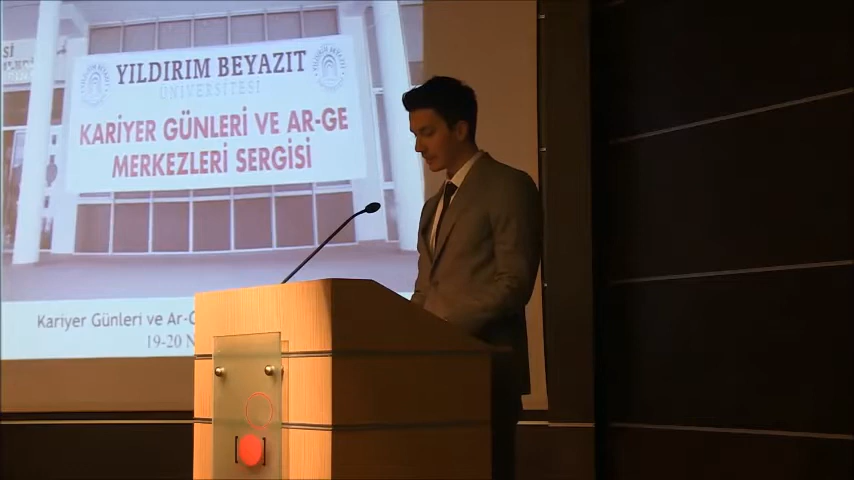 Sİ
YILDIRIM BEYAZIT
ÜNİVERSİTESİ
KARİYER GÜNLERİ VE AR-GE
MERKEZLERİ SERGİSİ
Kariyer Günleri ve Ar-
19-20 N